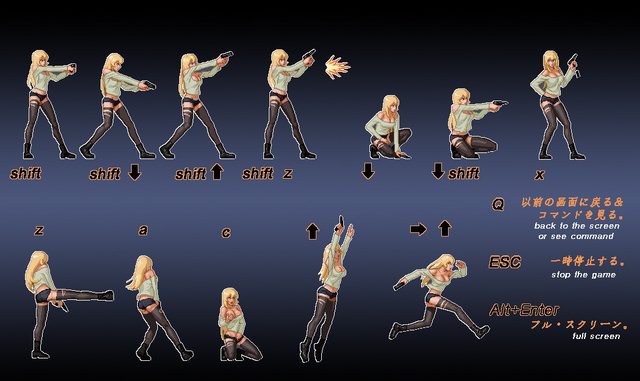 shift
shift ↓
shift ↑
shift z
↓
↓ shift
x
Q
以前の画面に戻る＆
コマンドを見る。
back to the screen
or see command
z
a
c
↑
→ ↑
ESC
一時停止する。
stop the game
Alt+Enter
フル・スクリーン。
full screen